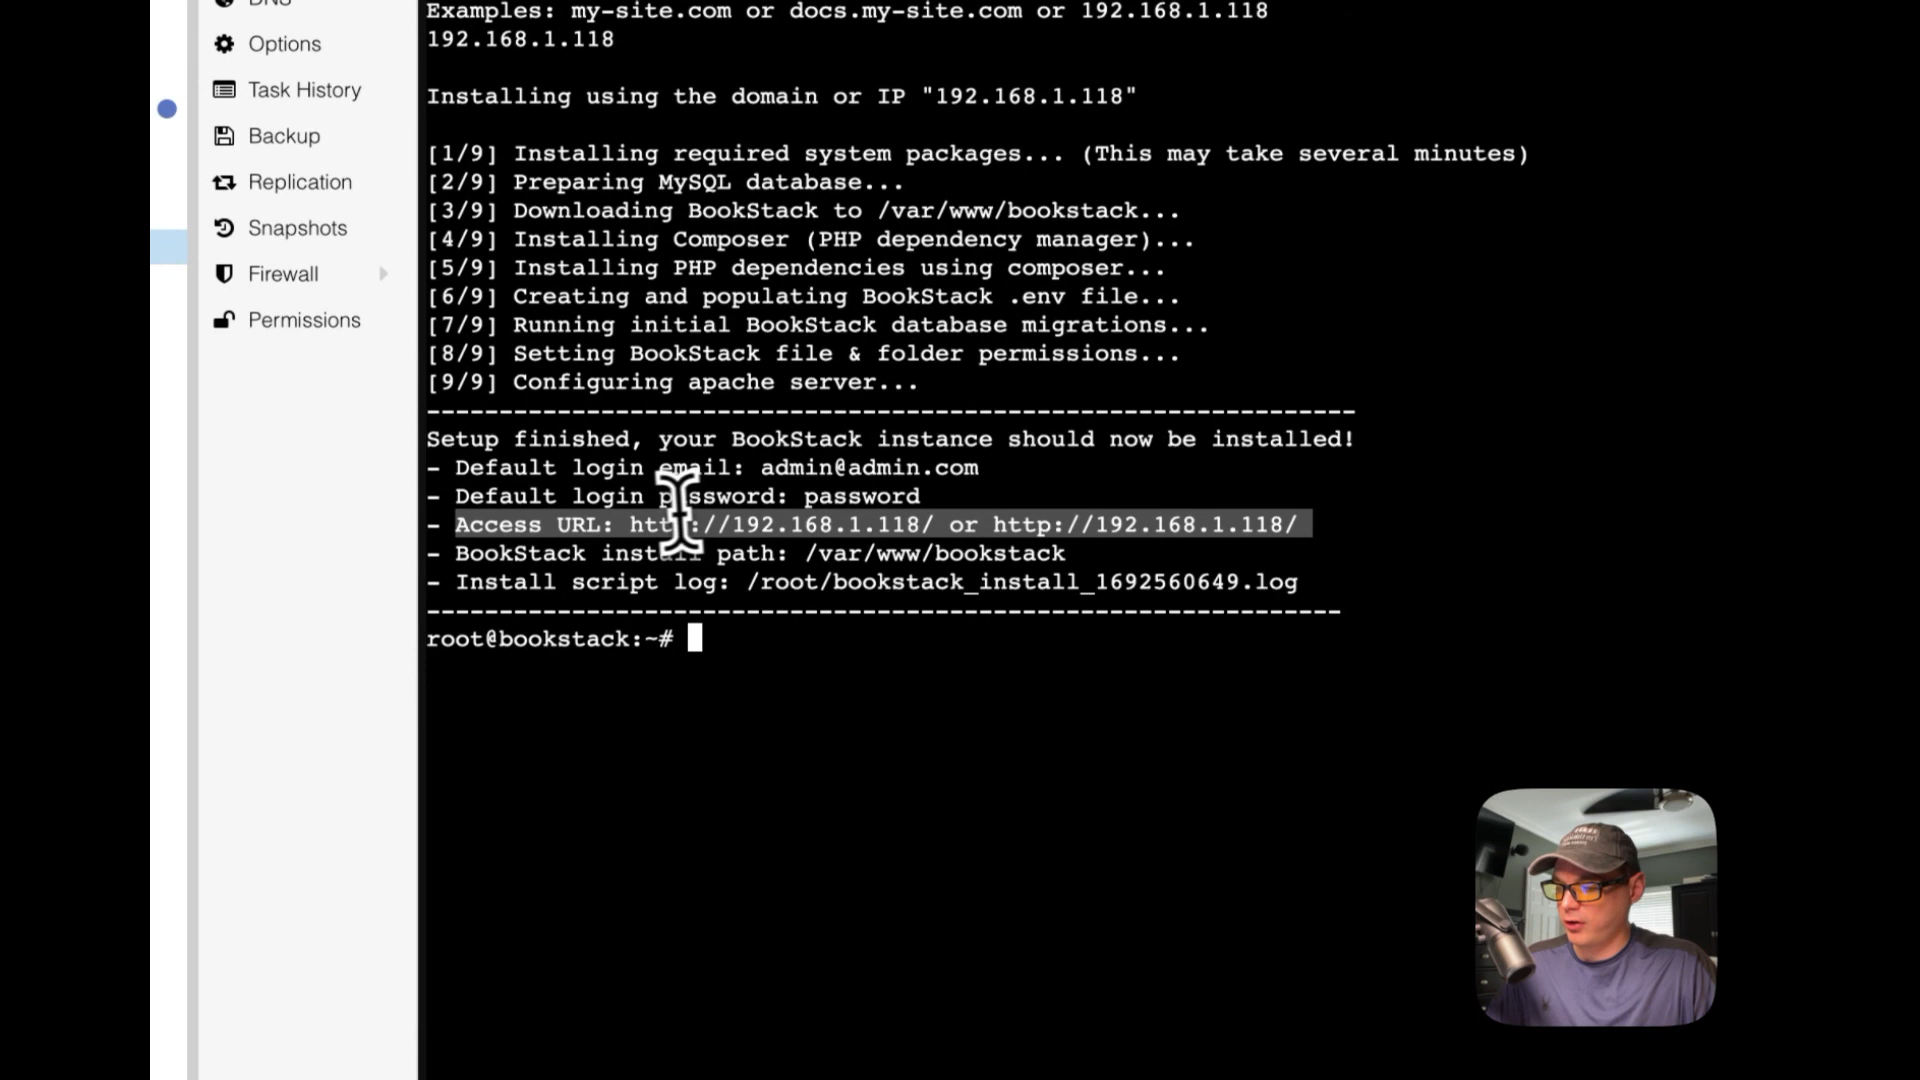 DNS
Options
Task History
Backup
Replication
Snapshots
Firewall
Permissions
Examples: my-site.com or docs.my-site.com or 192.168.1.118
192.168.1.118
Installing using the domain or IP "192.168.1.118"
[1/9] Installing required system packages... (This may take several minutes)
[2/9] Preparing MySQL database...
[3/9] Downloading BookStack to /var/www/bookstack...
[4/9] Installing Composer (PHP dependency manager)...
[5/9] Installing PHP dependencies using composer...
[6/9] Creating and populating BookStack .env file...
[7/9] Running initial BookStack database migrations...
[8/9] Setting BookStack file & folder permissions...
[9/9] Configuring apache server...
----------------------------------------------------------------
Setup finished, your BookStack instance should now be installed!
- Default login email: admin@admin.com
- Default login password: password
- Access URL: http://192.168.1.118/ or http://192.168.1.118/
- BookStack install path: /var/www/bookstack
- Install script log: /root/bookstack_install_1692560649.log
---------------------------------------------------------------
root@bookstack:~#